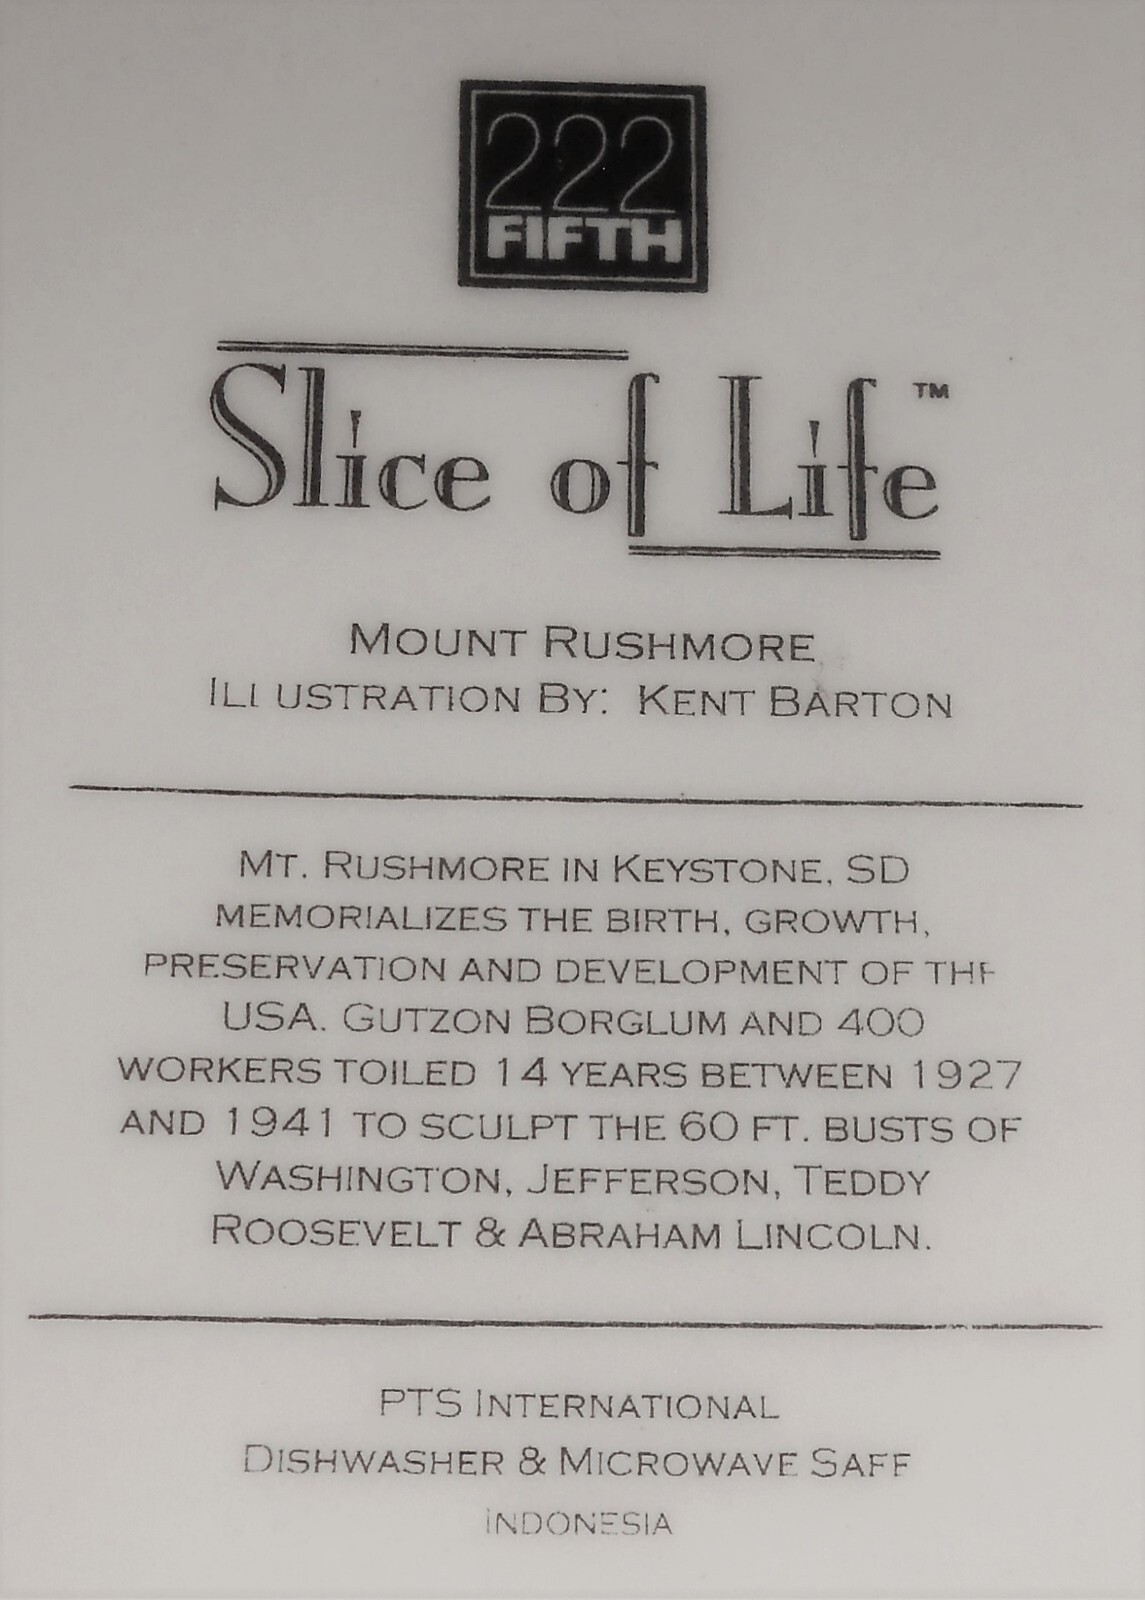 222
FIFTH
Slice of Life™
MOUNT RUSHMORE
ILLUSTRATION BY: KENT BARTON
MT. RUSHMORE IN KEYSTONE, SD
MEMORIALIZES THE BIRTH, GROWTH,
PRESERVATION AND DEVELOPMENT OF THE
USA. GUTZON BORGLUM AND 400
WORKERS TOILED 14 YEARS BETWEEN 1927
AND 1941 TO SCULPT THE 60 FT. BUSTS OF
WASHINGTON, JEFFERSON, TEDDY
ROOSEVELT & ABRAHAM LINCOLN.
PTS INTERNATIONAL
DISHWASHER & MICROWAVE SAFE
INDONESIA